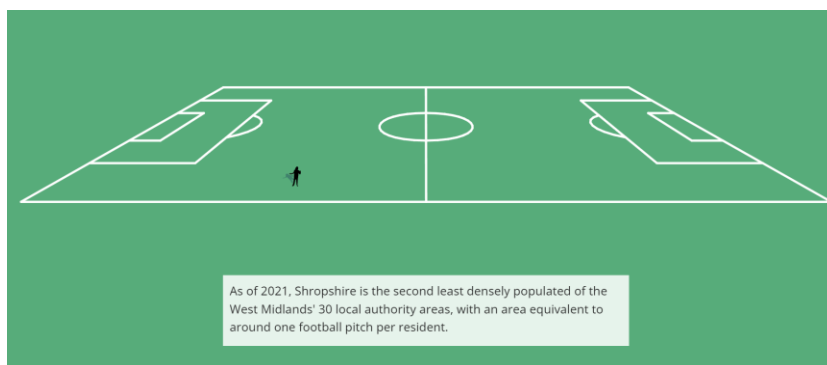 As of 2021, Shropshire is the second least densely populated of the
West Midlands' 30 local authority areas, with an area equivalent to
around one football pitch per resident.